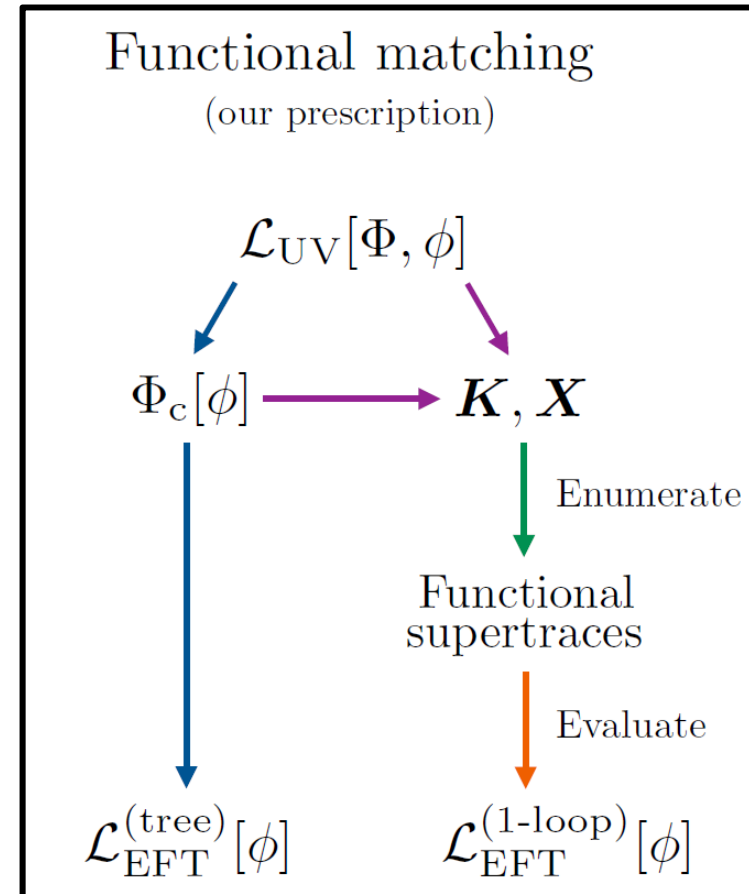 Functional matching
(our prescription)
𝓛_UV[Φ, ϕ]
Φ_c[ϕ]
𝑲, 𝑿
Enumerate
Functional
supertraces
Evaluate
𝓛_EFT^(tree)[ϕ]
𝓛_EFT^(1-loop)[ϕ]